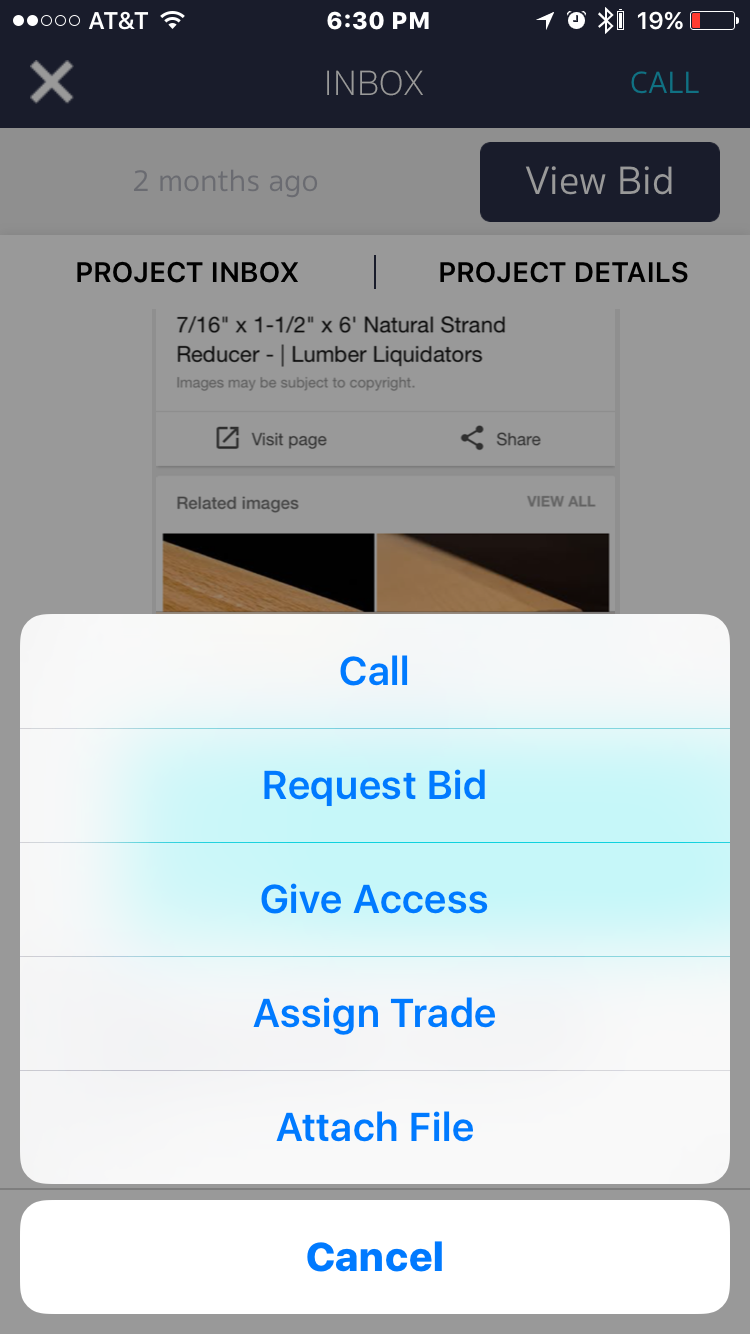 AT&T 6:30 PM 19%
INBOX CALL
2 months ago View Bid
PROJECT INBOX | PROJECT DETAILS
7/16" x 1-1/2" x 6' Natural Strand
Reducer - | Lumber Liquidators
Images may be subject to copyright.
Visit page Share
Related images VIEW ALL
Call
Request Bid
Give Access
Assign Trade
Attach File
Cancel